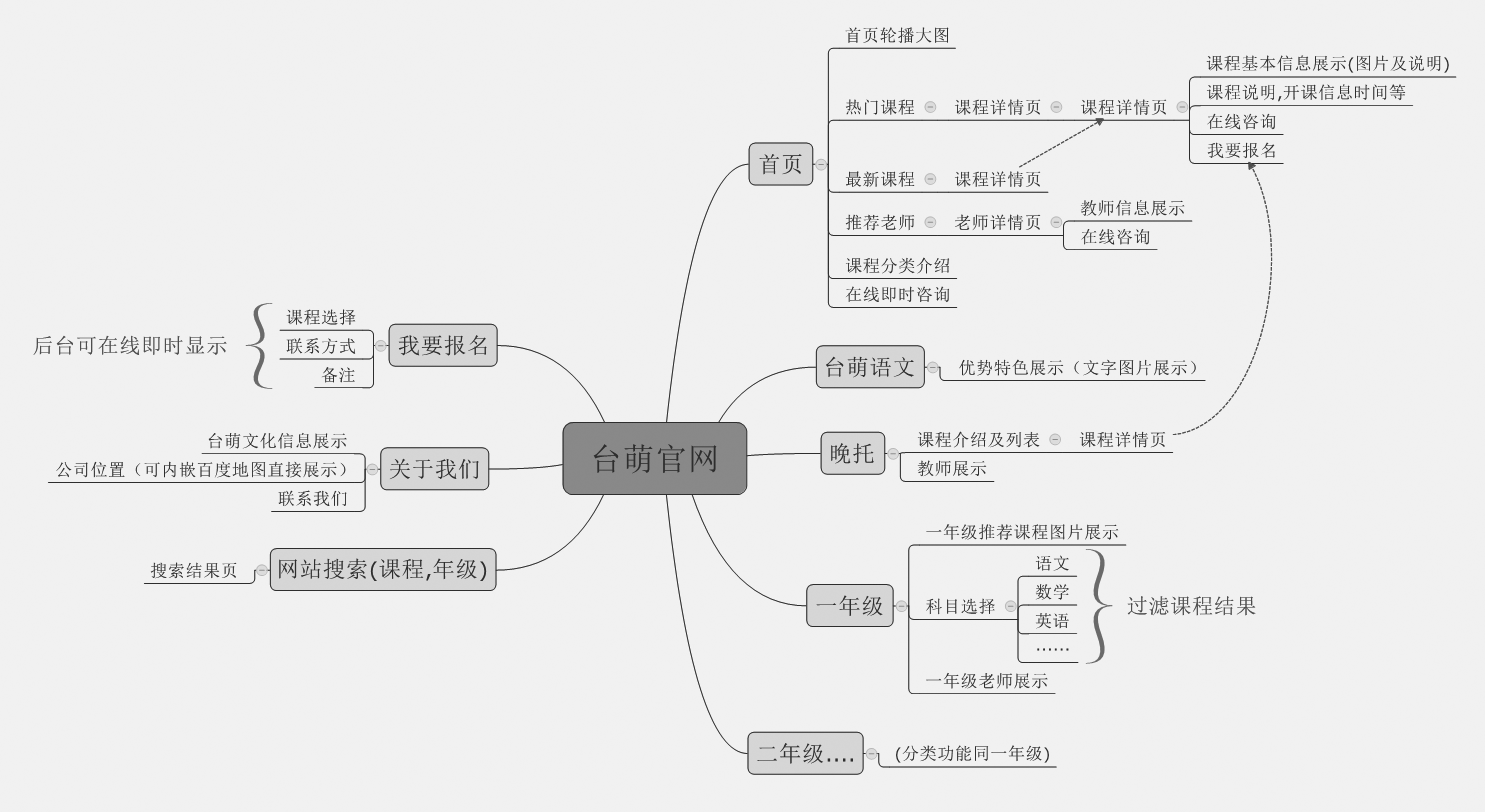 台萌官网
首页
首页轮播大图
热门课程
课程详情页
课程详情页
课程基本信息展示(图片及说明)
课程说明,开课信息时间等
在线咨询
我要报名
最新课程
课程详情页
推荐老师
老师详情页
教师信息展示
在线咨询
课程分类介绍
在线即时咨询
台萌语文
优势特色展示（文字图片展示）
晚托
课程介绍及列表
课程详情页
教师展示
一年级
一年级推荐课程图片展示
科目选择
语文
数学
英语
......
过滤课程结果
一年级老师展示
二年级....
(分类功能同一年级)
我要报名
课程选择
联系方式
备注
后台可在线即时显示
关于我们
台萌文化信息展示
公司位置（可内嵌百度地图直接展示）
联系我们
网站搜索(课程,年级)
搜索结果页